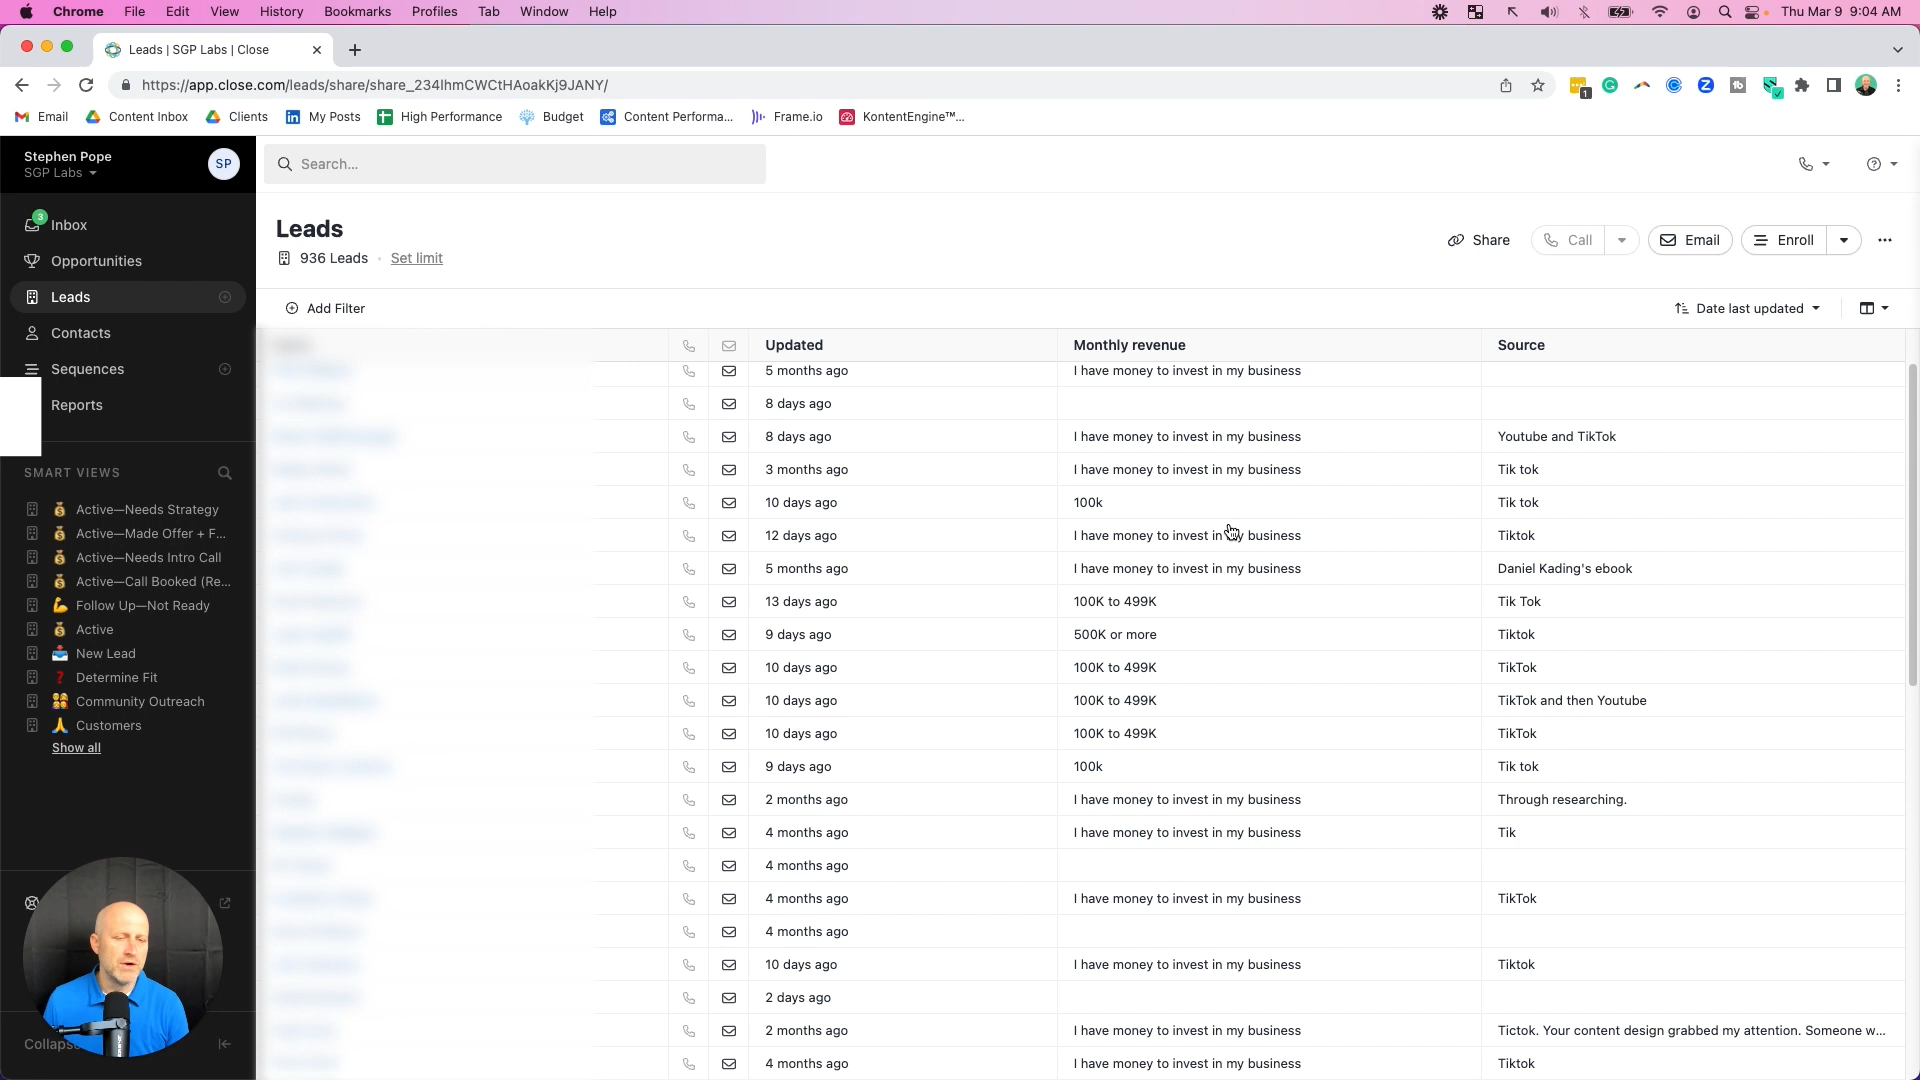 Chrome File Edit View History Bookmarks Profiles Tab Window Help Thu Mar 9 9:04 AM
Leads | SGP Labs | Close
https://app.close.com/leads/share/share_234lhmCWCtHAoakKj9JANY/ 1
Email Content Inbox Clients My Posts High Performance Budget Content Performa... Frame.io KontentEngine™...
Stephen Pope
SGP Labs
SP
Search...
3
Inbox
Opportunities
Leads
Contacts
Sequences
Reports
SMART VIEWS
Active—Needs Strategy
Active—Made Offer + F...
Active—Needs Intro Call
Active—Call Booked (Re...
Follow Up—Not Ready
Active
New Lead
Determine Fit
Community Outreach
Customers
Show all
Leads
936 Leads · Set limit
Share Call Email Enroll
Add Filter Date last updated
Updated Monthly revenue Source
5 months ago I have money to invest in my business
8 days ago
8 days ago I have money to invest in my business Youtube and TikTok
3 months ago I have money to invest in my business Tik tok
10 days ago 100k Tik tok
12 days ago I have money to invest in my business Tiktok
5 months ago I have money to invest in my business Daniel Kading's ebook
13 days ago 100K to 499K Tik Tok
9 days ago 500K or more Tiktok
10 days ago 100K to 499K TikTok
10 days ago 100K to 499K TikTok and then Youtube
10 days ago 100K to 499K TikTok
9 days ago 100k Tik tok
2 months ago I have money to invest in my business Through researching.
4 months ago I have money to invest in my business Tik
4 months ago
4 months ago I have money to invest in my business TikTok
4 months ago
10 days ago I have money to invest in my business Tiktok
2 days ago
2 months ago I have money to invest in my business Tictok. Your content design grabbed my attention. Someone w...
4 months ago I have money to invest in my business Tiktok